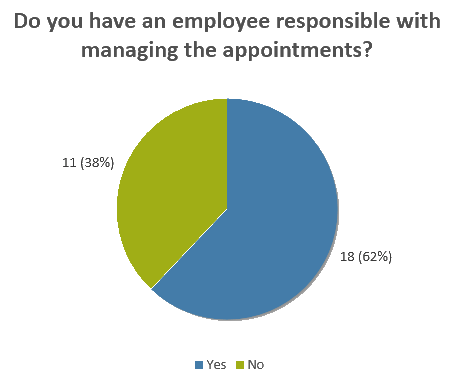 Do you have an employee responsible with
managing the appointments?
11 (38%)
18 (62%)
Yes No